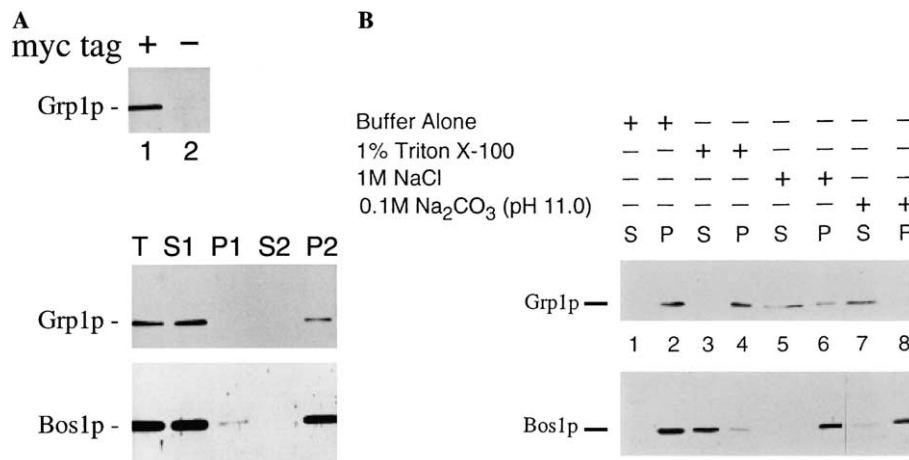 A
myc tag + −
Grp1p -
1 2
T S1 P1 S2 P2
Grp1p -
Bos1p -
B
Buffer Alone + + − − − − − −
1% Triton X-100 − − + + − − − −
1M NaCl − − − − + + − −
0.1M Na₂CO₃ (pH 11.0) − − − − − − + +
S P S P S P S P
Grp1p
1 2 3 4 5 6 7 8
Bos1p